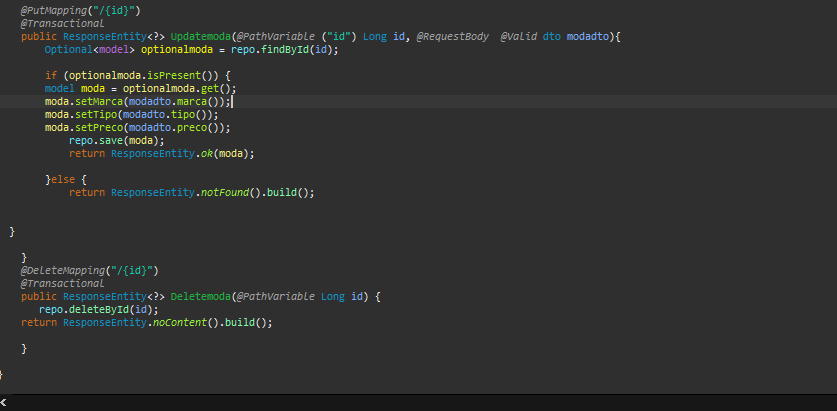 @PutMapping("/{id}")
@Transactional
public ResponseEntity<?> Updatemoda(@PathVariable ("id") Long id, @RequestBody  @Valid dto modadto){
Optional<model> optionalmoda = repo.findById(id);
if (optionalmoda.isPresent()) {
model moda = optionalmoda.get();
moda.setMarca(modadto.marca());
moda.setTipo(modadto.tipo());
moda.setPreco(modadto.preco());
repo.save(moda);
return ResponseEntity.ok(moda);
}else {
return ResponseEntity.notFound().build();
}
}
@DeleteMapping("/{id}")
@Transactional
public ResponseEntity<?> Deletemoda(@PathVariable Long id) {
repo.deleteById(id);
return ResponseEntity.noContent().build();
}
}